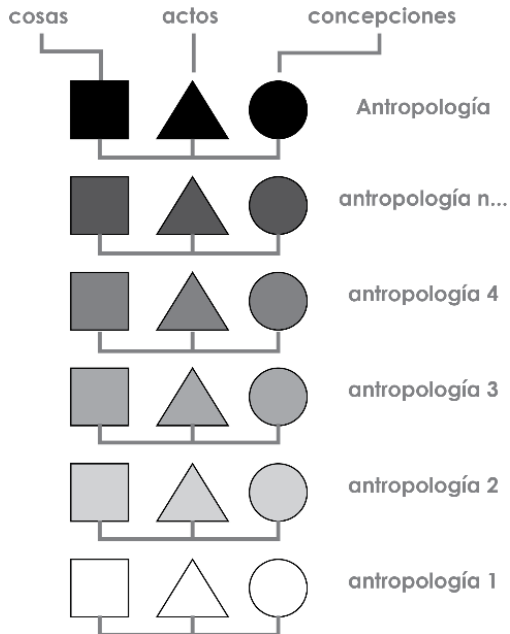 cosas
actos
concepciones
Antropología
antropología n...
antropología 4
antropología 3
antropología 2
antropología 1